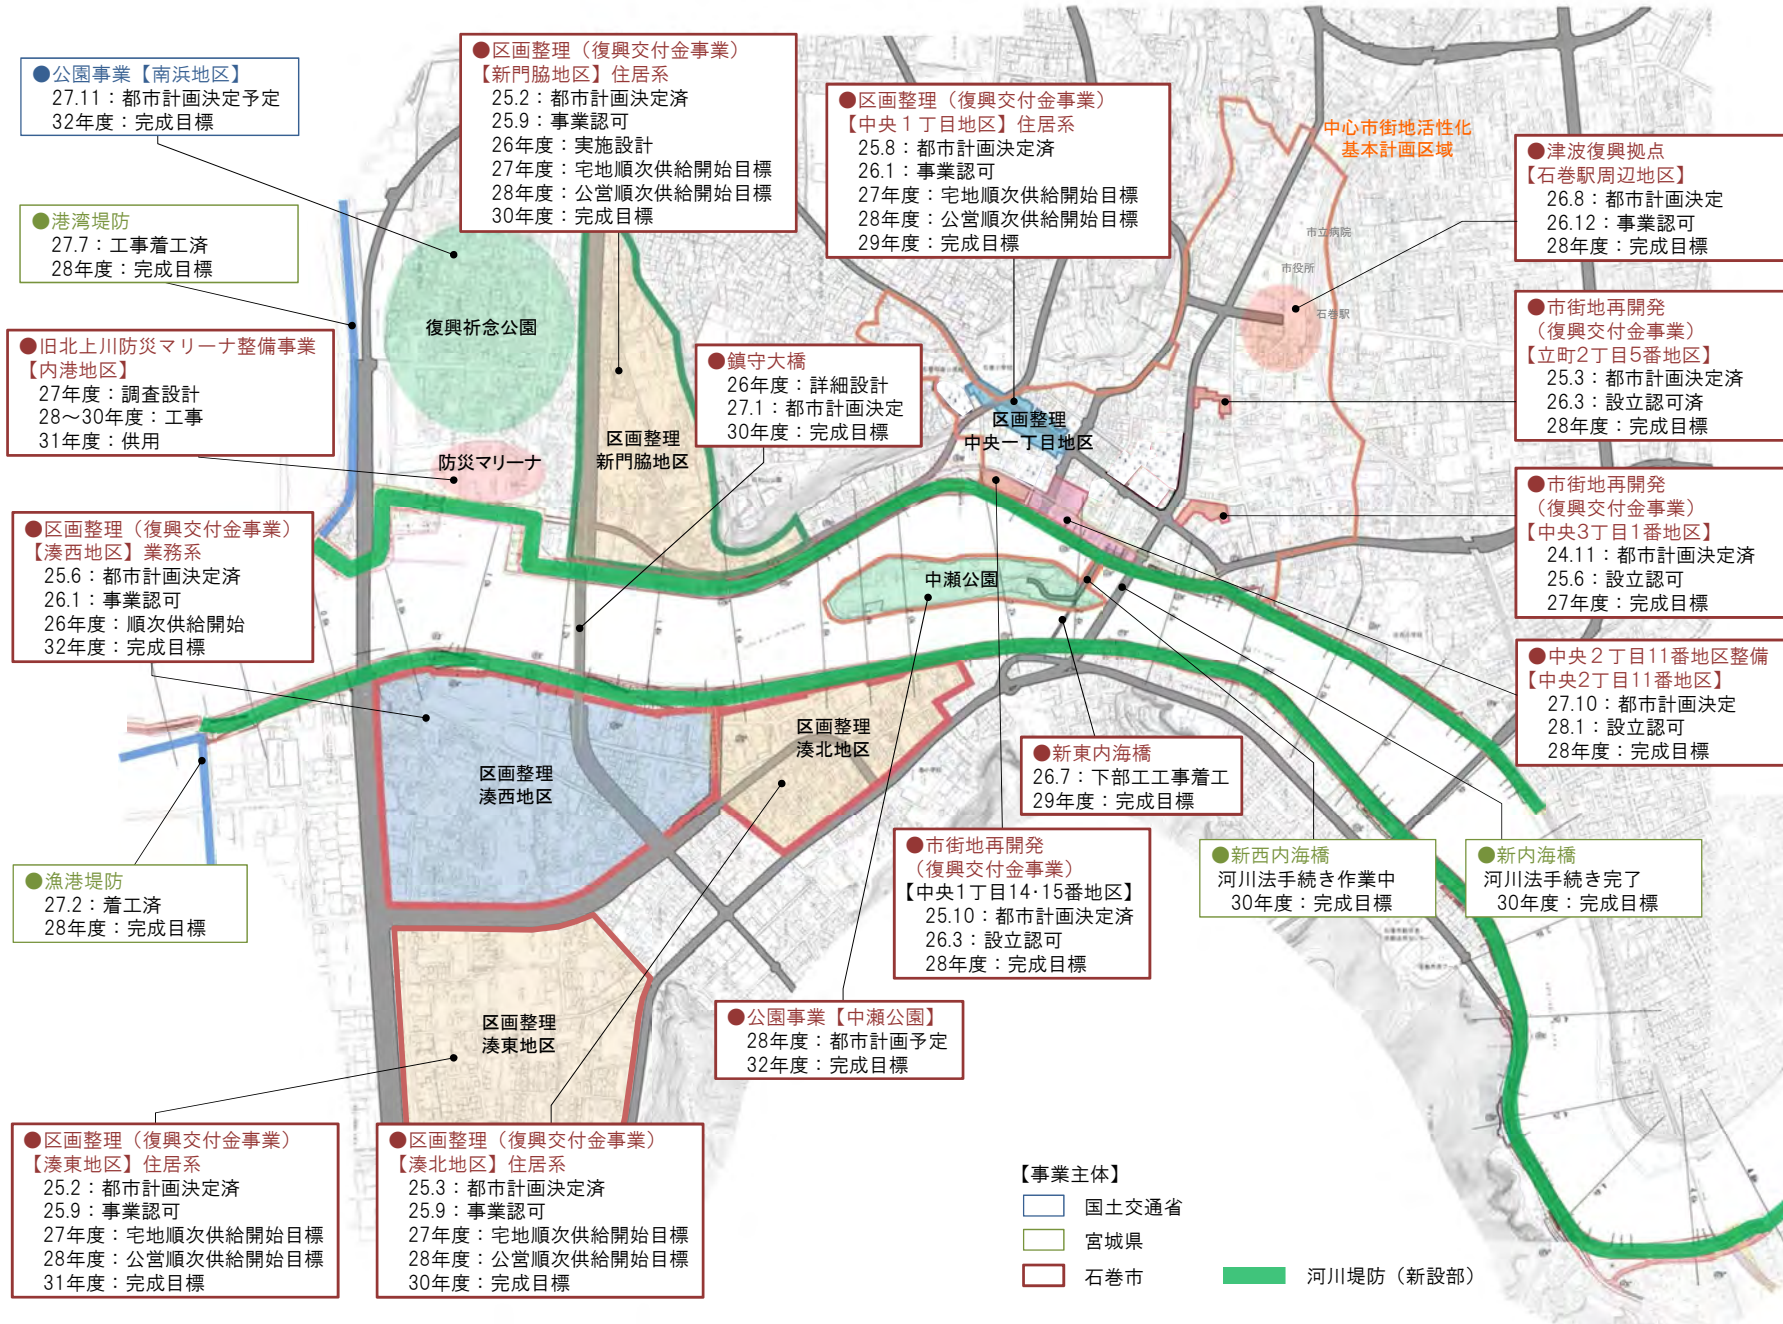 ●公園事業【南浜地区】
27.11：都市計画決定予定
32年度：完成目標
●港湾堤防
27.7：工事着工済
28年度：完成目標
●旧北上川防災マリーナ整備事業
【内港地区】
27年度：調査設計
28～30年度：工事
31年度：供用
●区画整理（復興交付金事業）
【湊西地区】業務系
25.6：都市計画決定済
26.1：事業認可
26年度：順次供給開始
32年度：完成目標
●漁港堤防
27.2：着工済
28年度：完成目標
●区画整理（復興交付金事業）
【湊東地区】住居系
25.2：都市計画決定済
25.9：事業認可
27年度：宅地順次供給開始目標
28年度：公営順次供給開始目標
31年度：完成目標
●区画整理（復興交付金事業）
【湊北地区】住居系
25.3：都市計画決定済
25.9：事業認可
27年度：宅地順次供給開始目標
28年度：公営順次供給開始目標
30年度：完成目標
●区画整理（復興交付金事業）
【新門脇地区】住居系
25.2：都市計画決定済
25.9：事業認可
26年度：実施設計
27年度：宅地順次供給開始目標
28年度：公営順次供給開始目標
30年度：完成目標
●鎮守大橋
26年度：詳細設計
27.1：都市計画決定
30年度：完成目標
●区画整理（復興交付金事業）
【中央１丁目地区】住居系
25.8：都市計画決定済
26.1：事業認可
27年度：宅地順次供給開始目標
28年度：公営順次供給開始目標
29年度：完成目標
中心市街地活性化
基本計画区域
●津波復興拠点
【石巻駅周辺地区】
26.8：都市計画決定
26.12：事業認可
28年度：完成目標
●市街地再開発
（復興交付金事業）
【立町2丁目5番地区】
25.3：都市計画決定済
26.3：設立認可済
28年度：完成目標
●市街地再開発
（復興交付金事業）
【中央3丁目1番地区】
24.11：都市計画決定済
25.6：設立認可
27年度：完成目標
●中央２丁目11番地区整備
【中央2丁目11番地区】
27.10：都市計画決定
28.1：設立認可
28年度：完成目標
●新東内海橋
26.7：下部工工事着工
29年度：完成目標
●市街地再開発
（復興交付金事業）
【中央1丁目14･15番地区】
25.10：都市計画決定済
26.3：設立認可
28年度：完成目標
●新西内海橋
河川法手続き作業中
30年度：完成目標
●新内海橋
河川法手続き完了
30年度：完成目標
●公園事業【中瀬公園】
28年度：都市計画予定
32年度：完成目標
復興祈念公園
防災マリーナ
区画整理
新門脇地区
区画整理
中央一丁目地区
市立病院
市役所
石巻駅
中瀬公園
区画整理
湊北地区
区画整理
湊西地区
区画整理
湊東地区
【事業主体】
国土交通省
宮城県
石巻市
河川堤防（新設部）